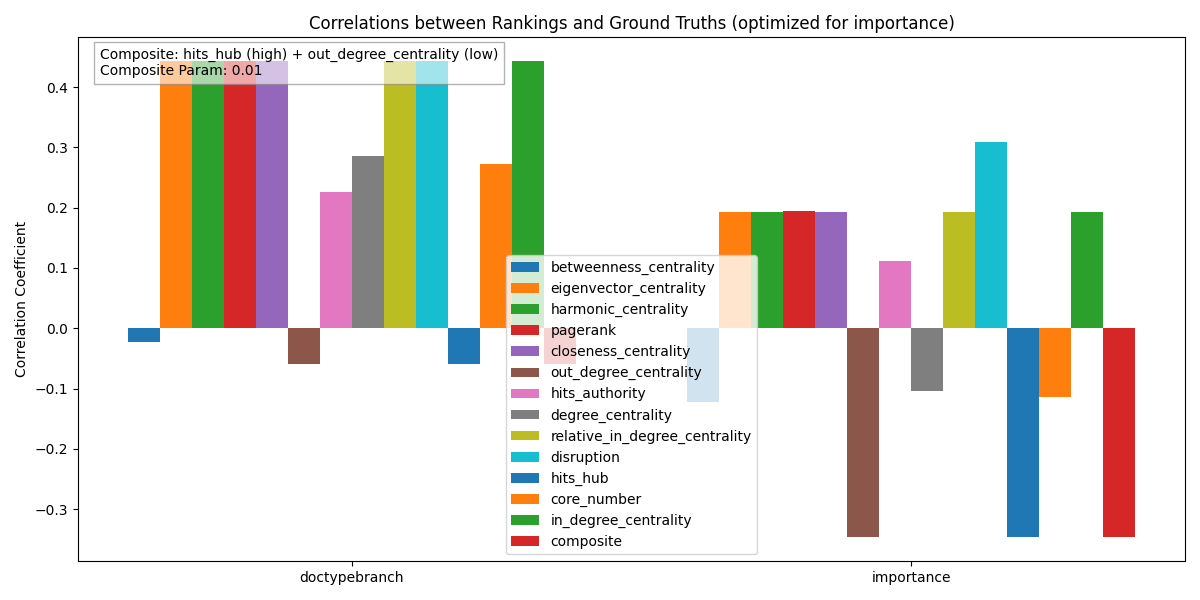 Correlations between Rankings and Ground Truths (optimized for importance)
Composite: hits_hub (high) + out_degree_centrality (low)
Composite Param: 0.01
Correlation Coefficient
0.4
0.3
0.2
0.1
0.0
−0.1
−0.2
−0.3
betweenness_centrality
eigenvector_centrality
harmonic_centrality
pagerank
closeness_centrality
out_degree_centrality
hits_authority
degree_centrality
relative_in_degree_centrality
disruption
hits_hub
core_number
in_degree_centrality
composite
doctypebranch
importance